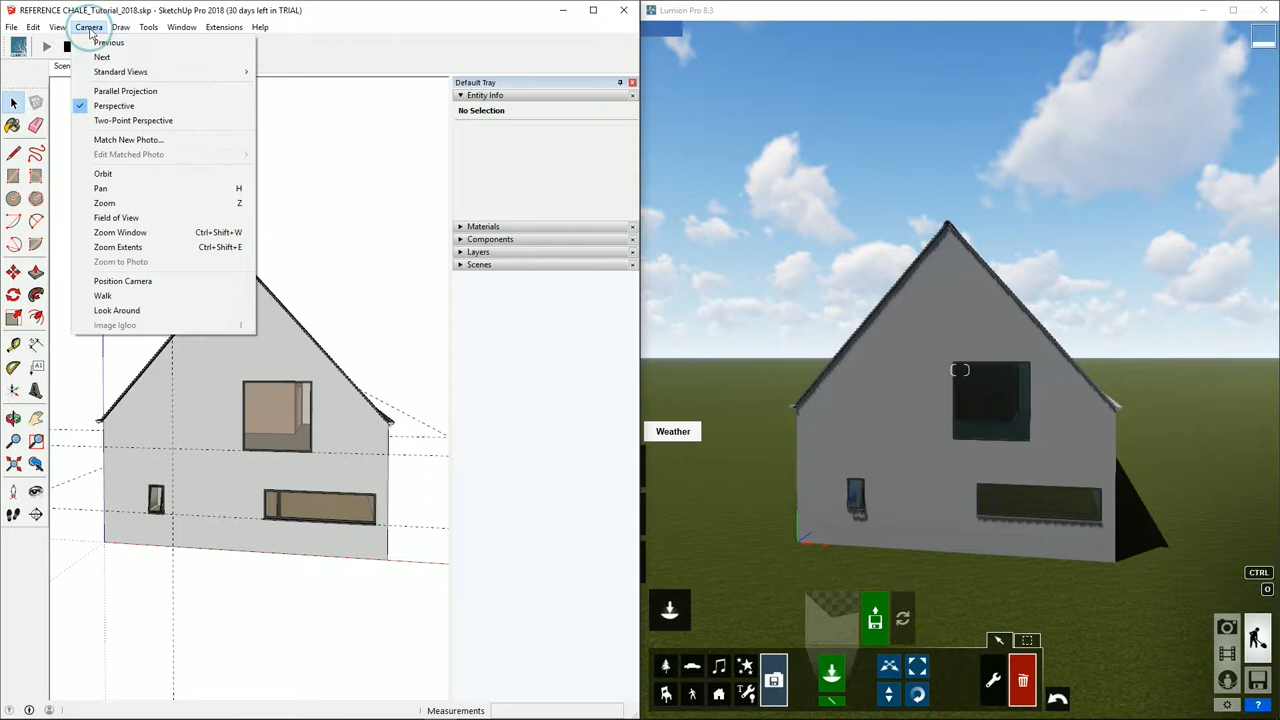 REFERENCE CHALE_Tutorial_2018.skp - SketchUp Pro 2018 (30 days left in TRIAL)
Lumion Pro 8.3
File Edit View Camera Draw Tools Window Extensions Help
LUMION
Scen
Previous
Next
Standard Views
Parallel Projection
Perspective
Two-Point Perspective
Match New Photo...
Edit Matched Photo
Orbit
Pan H
Zoom Z
Field of View
Zoom Window Ctrl+Shift+W
Zoom Extents Ctrl+Shift+E
Zoom to Photo
Position Camera
Walk
Look Around
Image Igloo I
Default Tray
Entity Info
No Selection
Materials
Components
Layers
Scenes
Weather
CTRL
O
Measurements